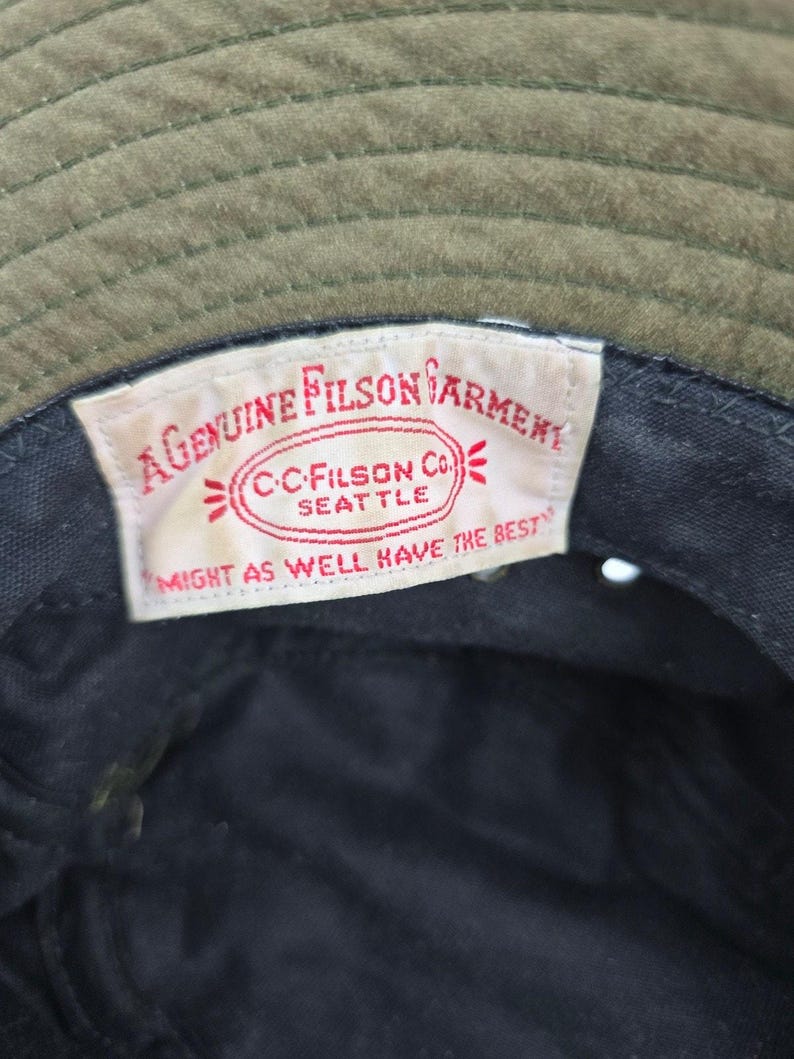 A GENUINE FILSON GARMENT
C·C·FILSON CO.
SEATTLE
"MIGHT AS WELL HAVE THE BEST"